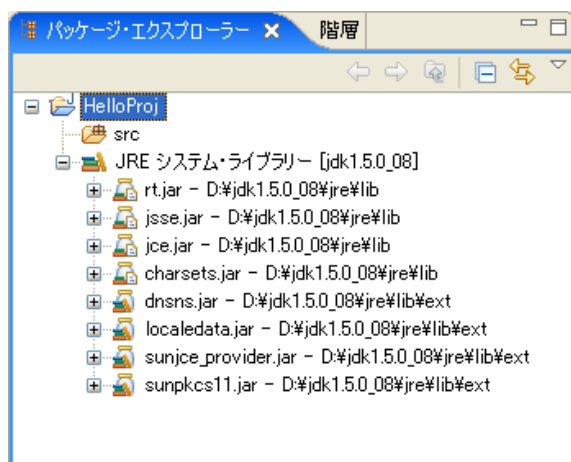 パッケージ・エクスプローラー 階層
HelloProj
src
JRE システム・ライブラリー [jdk1.5.0_08]
rt.jar - D:¥jdk1.5.0_08¥jre¥lib
jsse.jar - D:¥jdk1.5.0_08¥jre¥lib
jce.jar - D:¥jdk1.5.0_08¥jre¥lib
charsets.jar - D:¥jdk1.5.0_08¥jre¥lib
dnsns.jar - D:¥jdk1.5.0_08¥jre¥lib¥ext
localedata.jar - D:¥jdk1.5.0_08¥jre¥lib¥ext
sunjce_provider.jar - D:¥jdk1.5.0_08¥jre¥lib¥ext
sunpkcs11.jar - D:¥jdk1.5.0_08¥jre¥lib¥ext